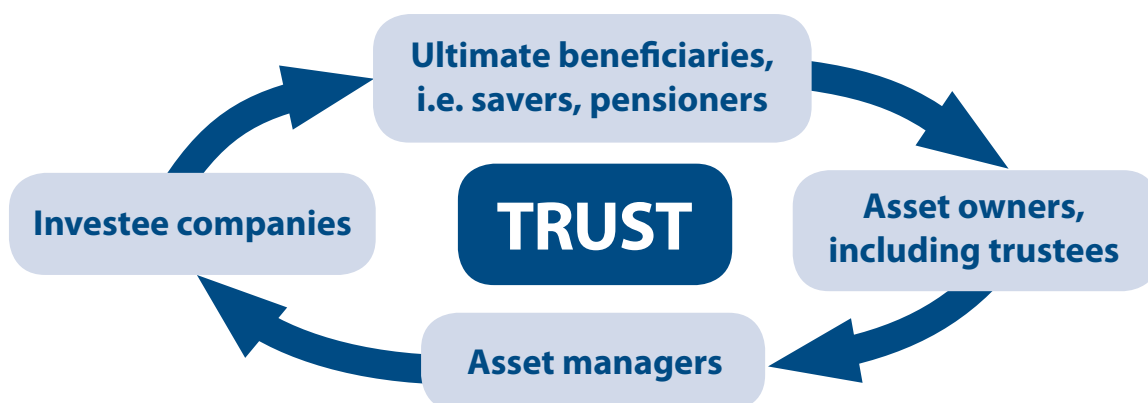 Ultimate beneficiaries,
i.e. savers, pensioners
Investee companies
TRUST
Asset owners,
including trustees
Asset managers